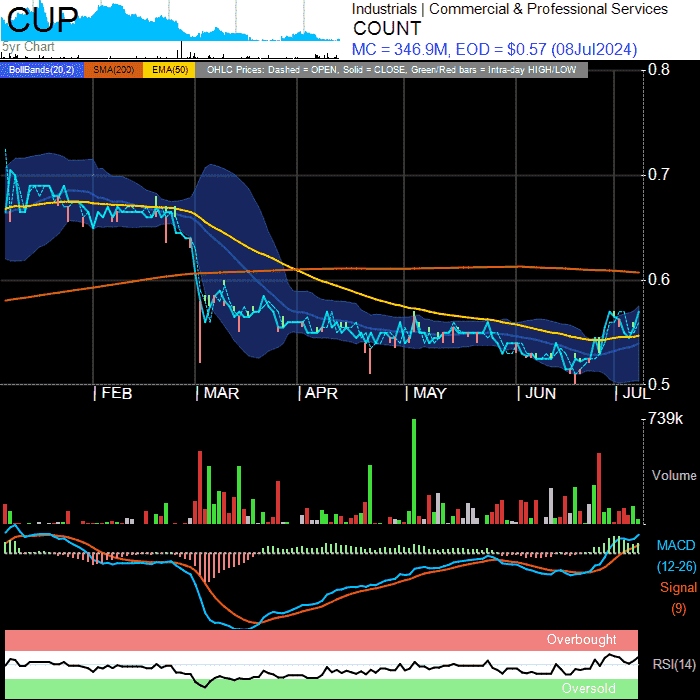 CUP
5yr Chart
Industrials | Commercial & Professional Services
COUNT
MC = 346.9M, EOD = $0.57 (08Jul2024)
BollBands(20,2) SMA(200) EMA(50) OHLC Prices: Dashed = OPEN, Solid = CLOSE, Green/Red bars = Intra-day HIGH/LOW
0.8
0.7
0.6
0.5
| FEB | MAR | APR | MAY | JUN | JUL
739k
Volume
MACD
(12-26)
Signal
(9)
Overbought
RSI(14)
Oversold